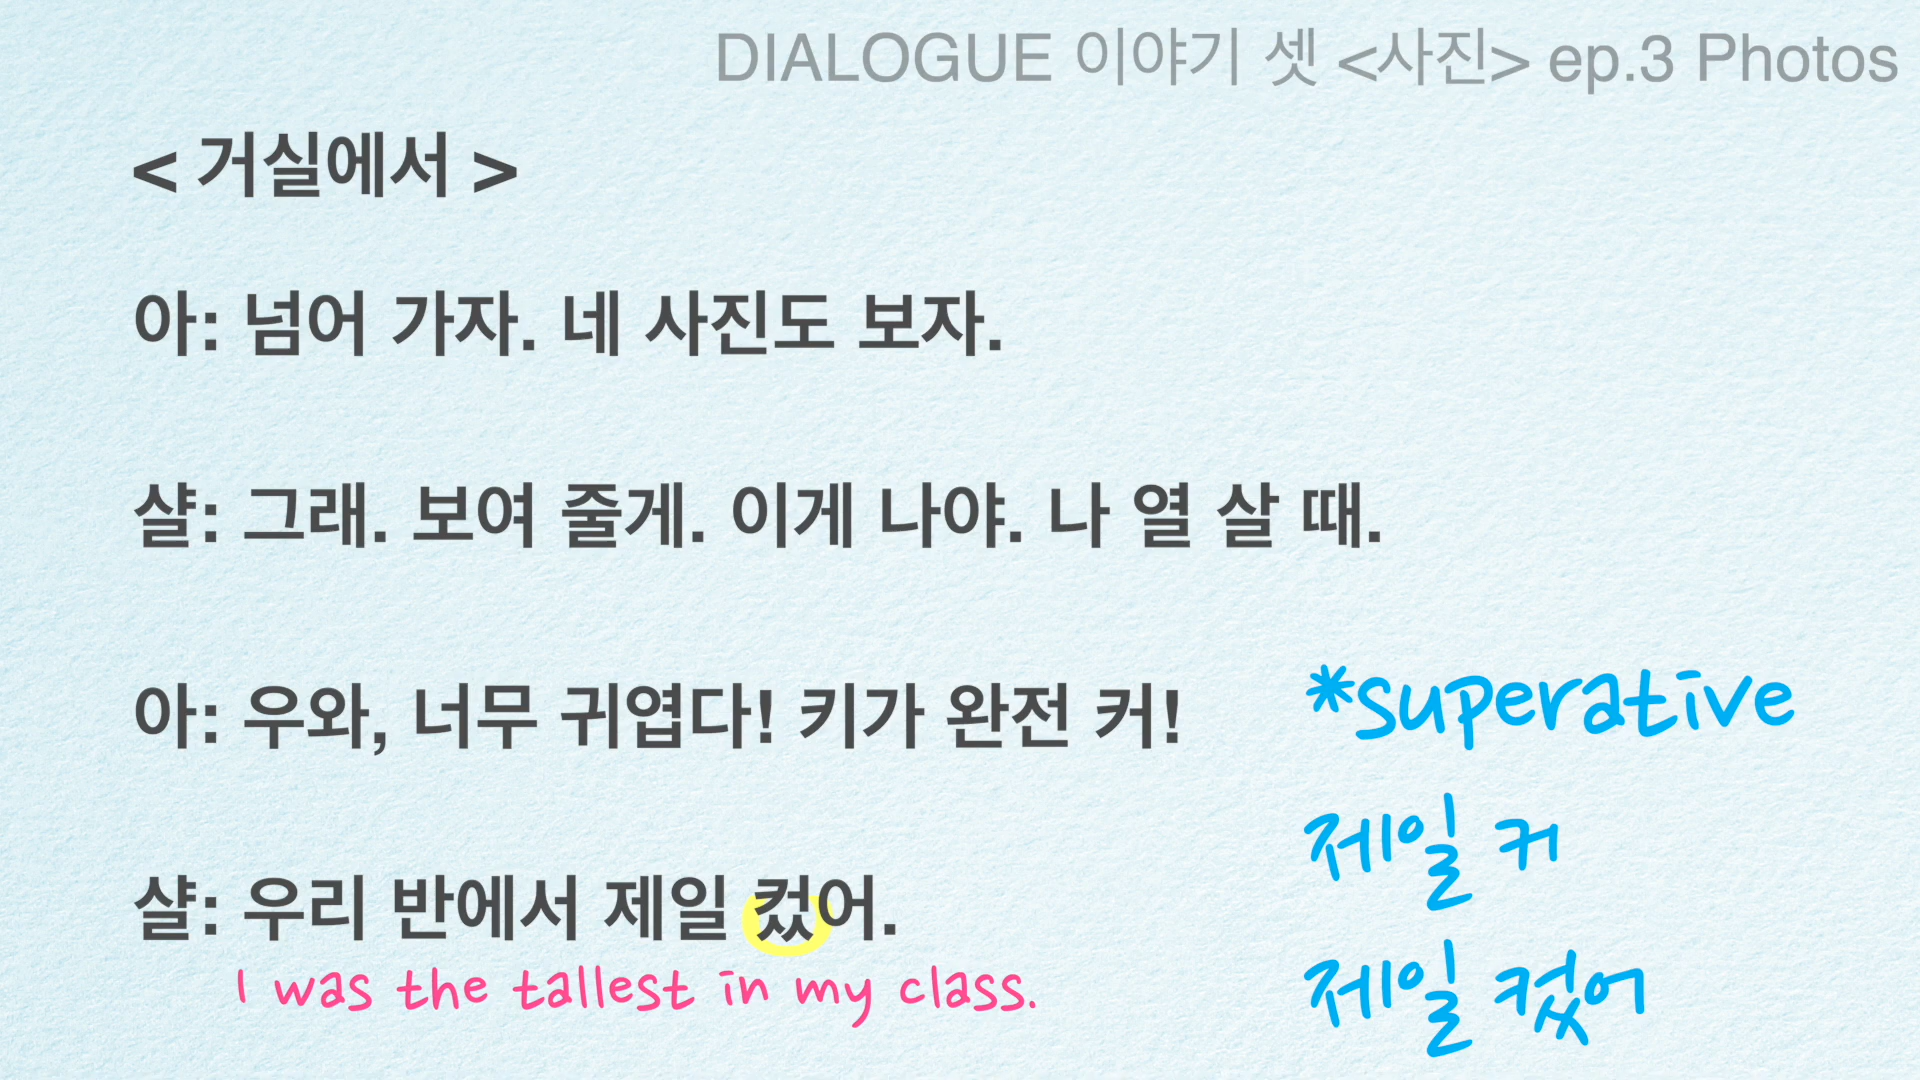 DIALOGUE 이야기 셋 <사진> ep.3 Photos
< 거실에서 >
아: 넘어 가자. 네 사진도 보자.
샬: 그래. 보여 줄게. 이게 나야. 나 열 살 때.
아: 우와, 너무 귀엽다! 키가 완전 커!
*superative
제일 커
샬: 우리 반에서 제일 컸어.
I was the tallest in my class.
제일 컸어